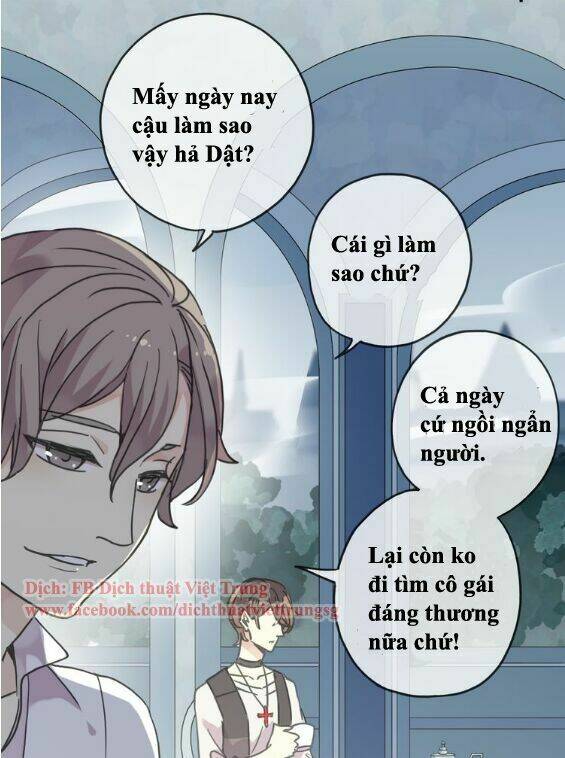 Mấy ngày nay
cậu làm sao
vậy hả Dật?
Cái gì làm
sao chứ?
Cả ngày
cứ ngồi ngẩn
người.
Lại còn ko
đi tìm cô gái
đáng thương
nữa chứ!
Dịch: FB Dịch thuật Việt Trung
www.facebook.com/dichthuatviettrungsg